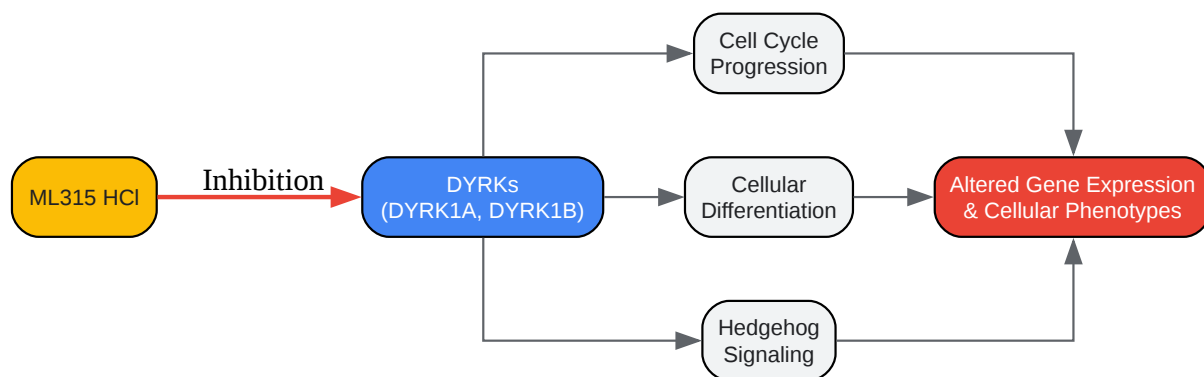 ML315 HCl
Inhibition
DYRKs
(DYRK1A, DYRK1B)
Cell Cycle
Progression
Cellular
Differentiation
Hedgehog
Signaling
Altered Gene Expression
& Cellular Phenotypes